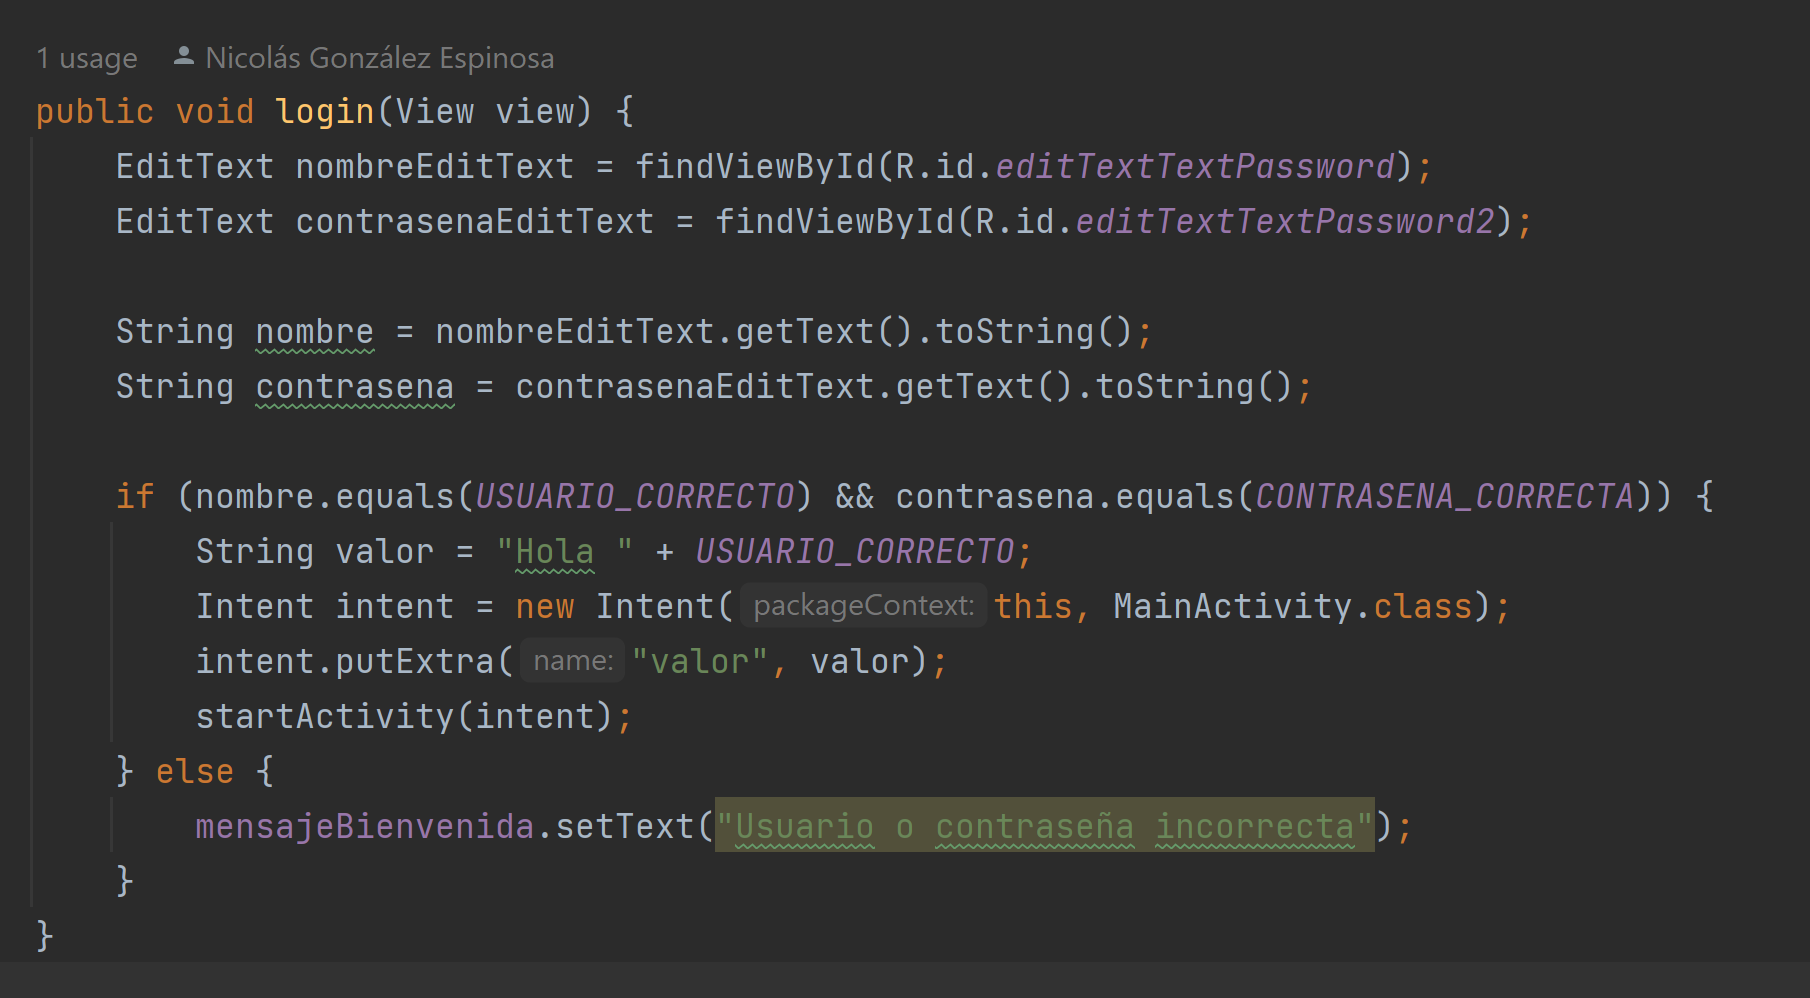 1 usage Nicolás González Espinosa
public void login(View view) {
EditText nombreEditText = findViewById(R.id.editTextTextPassword);
EditText contrasenaEditText = findViewById(R.id.editTextTextPassword2);
String nombre = nombreEditText.getText().toString();
String contrasena = contrasenaEditText.getText().toString();
if (nombre.equals(USUARIO_CORRECTO) && contrasena.equals(CONTRASENA_CORRECTA)) {
String valor = "Hola " + USUARIO_CORRECTO;
Intent intent = new Intent( packageContext: this, MainActivity.class);
intent.putExtra( name: "valor", valor);
startActivity(intent);
} else {
mensajeBienvenida.setText("Usuario o contraseña incorrecta");
}
}